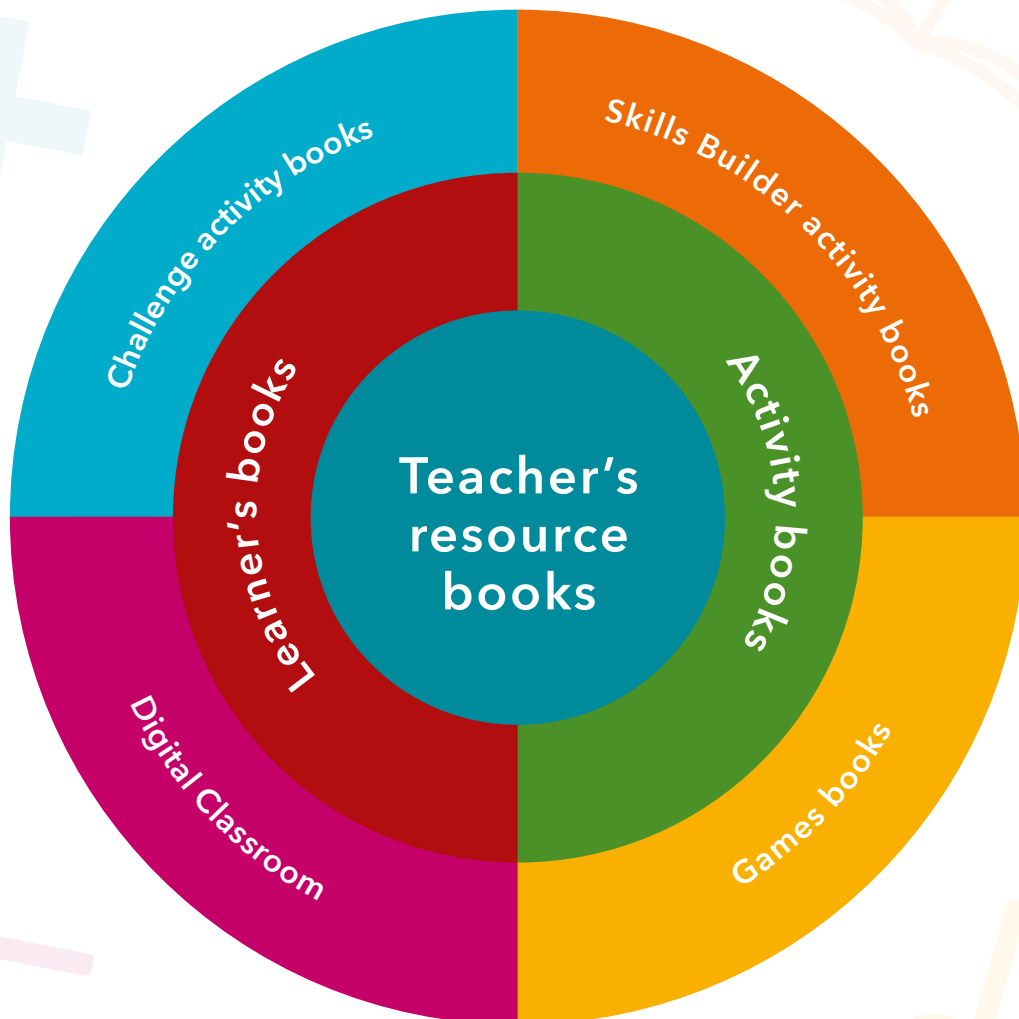 Challenge activity books
Skills Builder activity books
Learner’s books
Teacher’s
resource
books
Activity books
Digital Classroom
Games books